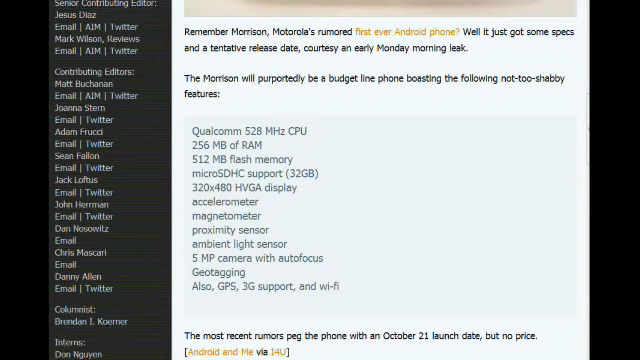 Senior Contributing Editor:
Jesus Diaz
Email | AIM | Twitter
Mark Wilson, Reviews
Email | AIM | Twitter
Contributing Editors:
Matt Buchanan
Email | AIM | Twitter
Joanna Stern
Email | Twitter
Adam Frucci
Email | Twitter
Sean Fallon
Email | Twitter
Jack Loftus
Email | Twitter
John Herrman
Email | Twitter
Dan Nosowitz
Email
Chris Mascari
Email
Danny Allen
Email | Twitter
Columnist:
Brendan I. Koerner
Interns:
Don Nguyen
Remember Morrison, Motorola's rumored first ever Android phone? Well it just got some specs
and a tentative release date, courtesy an early Monday morning leak.
The Morrison will purportedly be a budget line phone boasting the following not-too-shabby
features:
Qualcomm 528 MHz CPU
256 MB of RAM
512 MB flash memory
microSDHC support (32GB)
320x480 HVGA display
accelerometer
magnetometer
proximity sensor
ambient light sensor
5 MP camera with autofocus
Geotagging
Also, GPS, 3G support, and wi-fi
The most recent rumors peg the phone with an October 21 launch date, but no price.
[Android and Me via I4U]